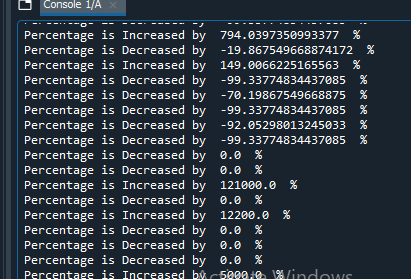 Console 1/A
Percentage is Increased by  794.0397350993377  %
Percentage is Decreased by  -19.867549668874172  %
Percentage is Increased by  149.0066225165563  %
Percentage is Decreased by  -99.33774834437085  %
Percentage is Decreased by  -70.19867549668875  %
Percentage is Decreased by  -99.33774834437085  %
Percentage is Decreased by  -92.05298013245033  %
Percentage is Decreased by  -99.33774834437085  %
Percentage is Decreased by  0.0  %
Percentage is Decreased by  0.0  %
Percentage is Increased by  121000.0  %
Percentage is Decreased by  0.0  %
Percentage is Increased by  12200.0  %
Percentage is Decreased by  0.0  %
Percentage is Decreased by  0.0  %
Percentage is Decreased by  0.0  %
Percentage is Increased by  5000.0  %
Activate Windows